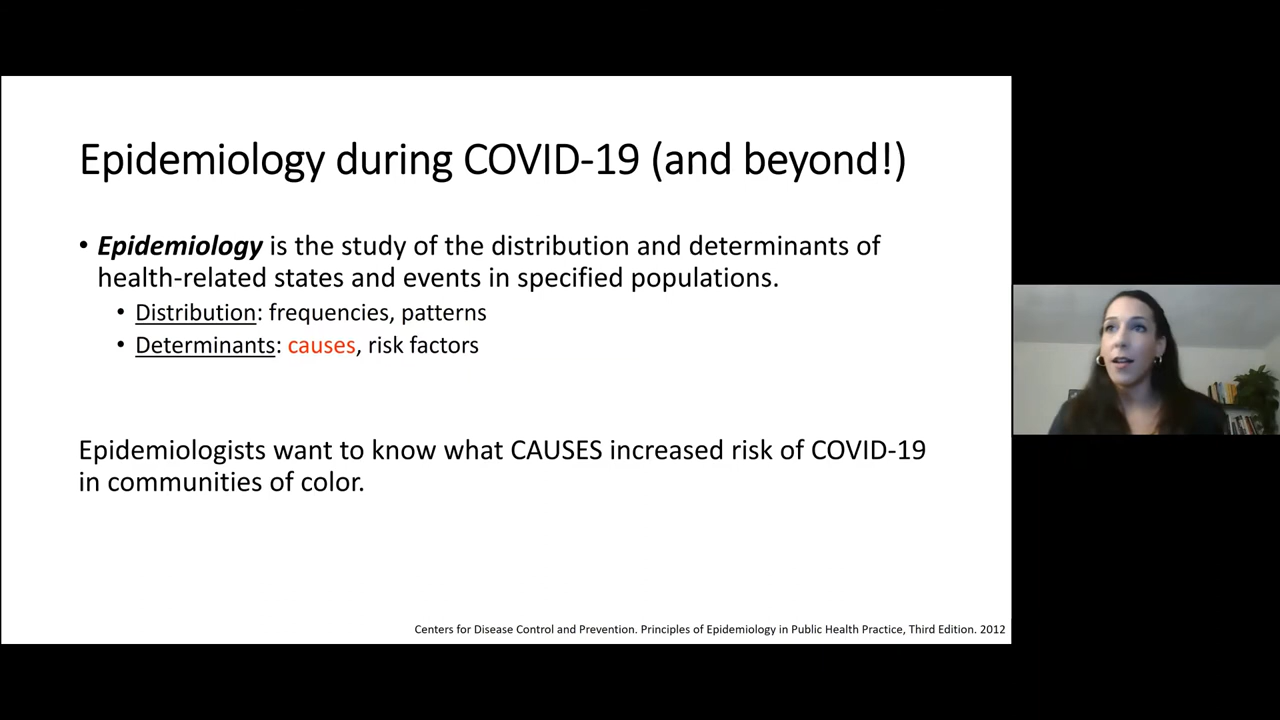 Epidemiology during COVID-19 (and beyond!)
• Epidemiology is the study of the distribution and determinants of
health-related states and events in specified populations.
• Distribution: frequencies, patterns
• Determinants: causes, risk factors
Epidemiologists want to know what CAUSES increased risk of COVID-19
in communities of color.
Centers for Disease Control and Prevention. Principles of Epidemiology in Public Health Practice, Third Edition. 2012